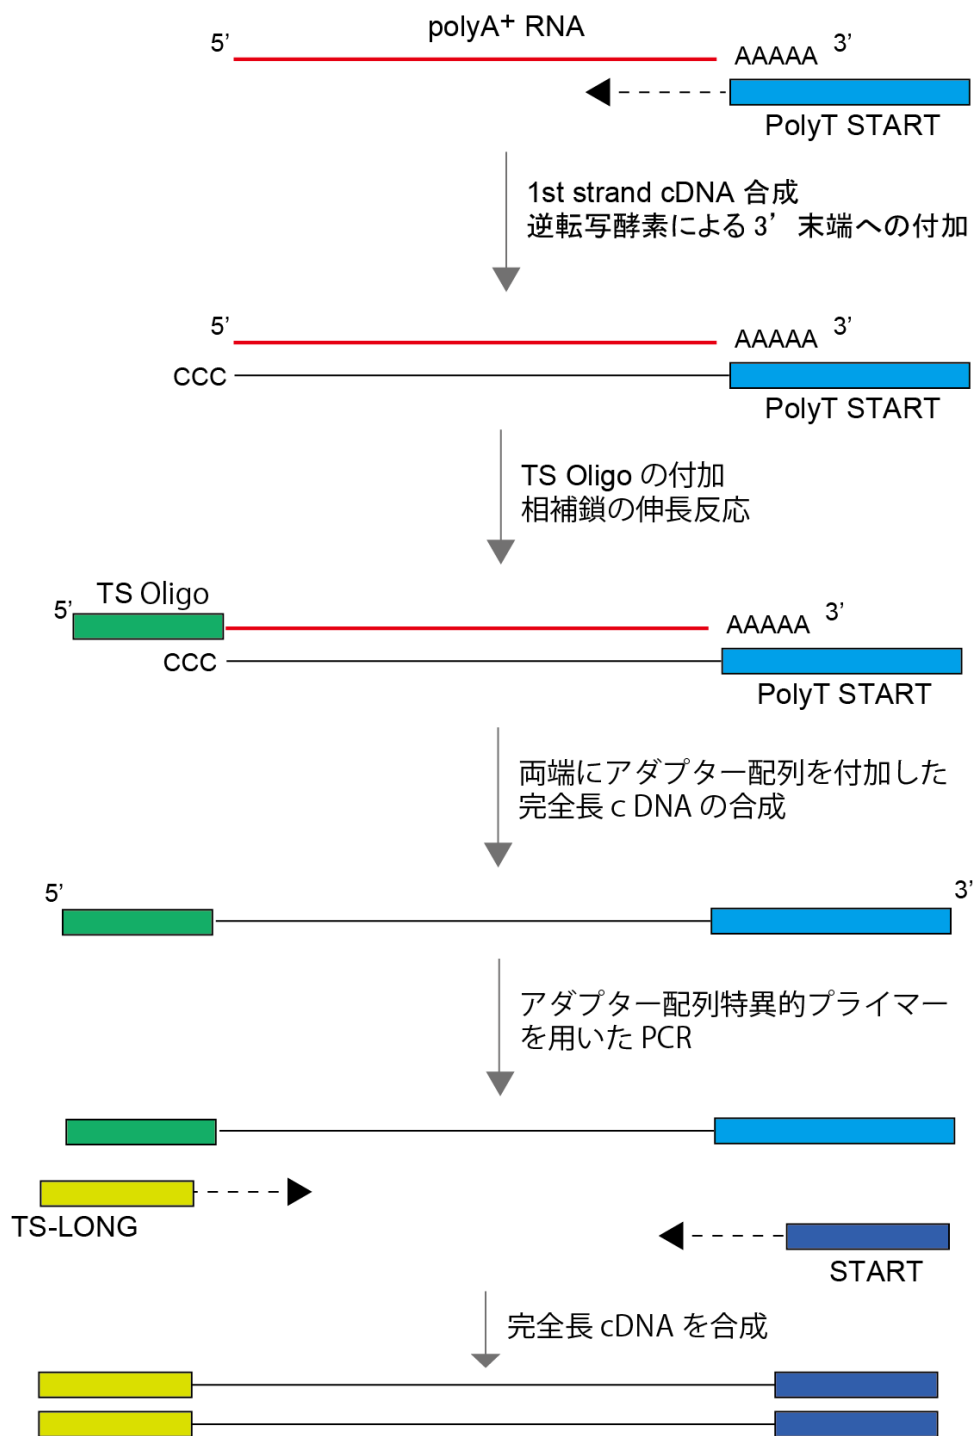 polyA⁺ RNA
5’
AAAAA
3’
PolyT START
1st strand cDNA 合成
逆転写酵素による 3’ 末端への付加
5’
AAAAA
3’
CCC
PolyT START
TS Oligo の付加
相補鎖の伸長反応
TS Oligo
5’
AAAAA
3’
CCC
PolyT START
両端にアダプター配列を付加した
完全長 c DNA の合成
5’
3’
アダプター配列特異的プライマー
を用いた PCR
TS-LONG
START
完全長 cDNA を合成